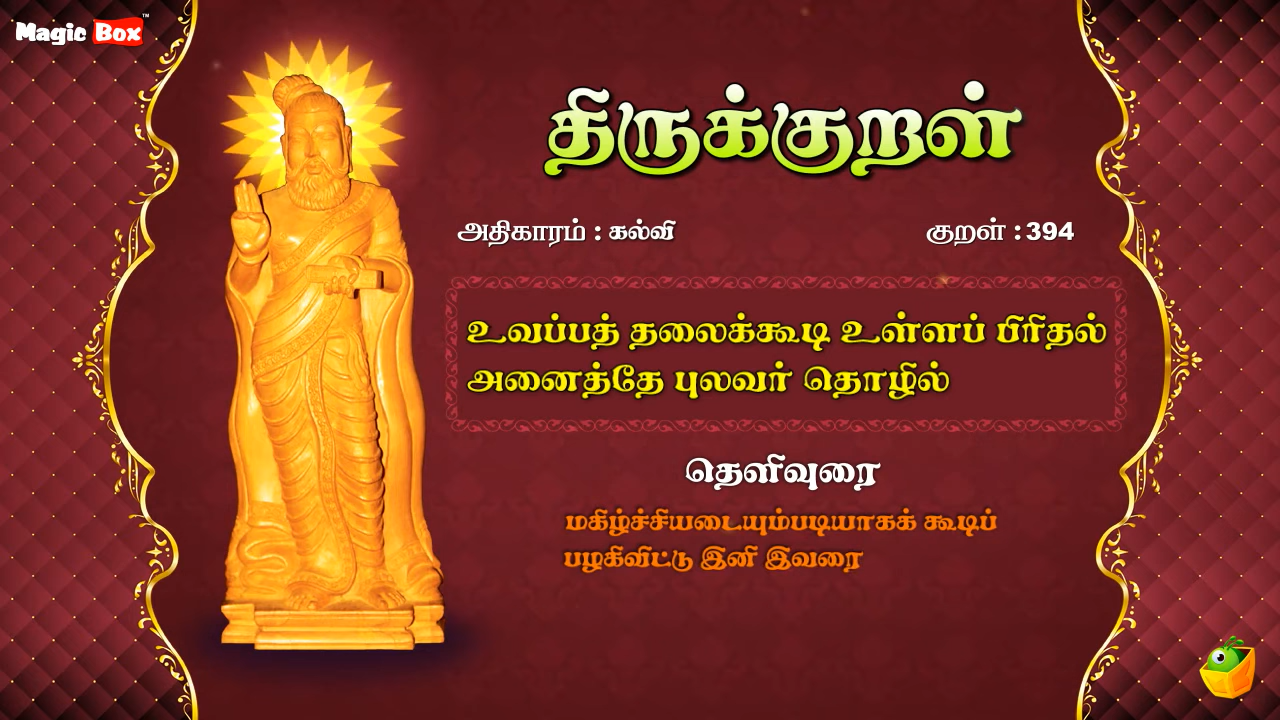 Magic Box™
திருக்குறள்
அதிகாரம் : கல்வி குறள் : 394
உவப்பத் தலைக்கூடி உள்ளப் பிரிதல்
அனைத்தே புலவர் தொழில்
தெளிவுரை
மகிழ்ச்சியடையும்படியாகக் கூடிப்
பழகிவிட்டு இனி இவரை